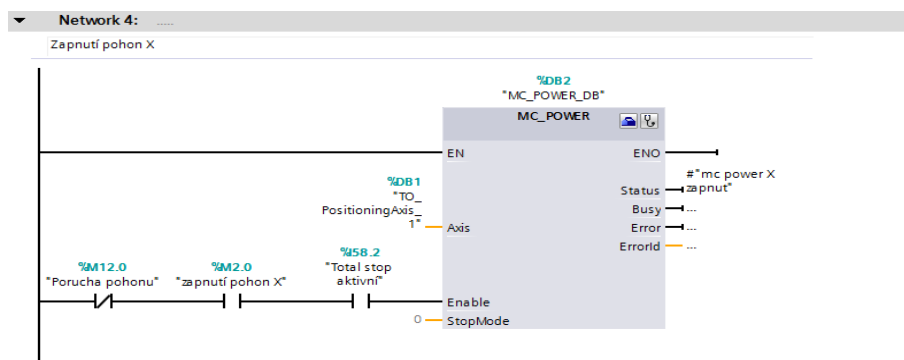 Network 4: .....
Zapnutí pohon X
%DB2
"MC_POWER_DB"
MC_POWER
EN
ENO
%DB1
"TO_
PositioningAxis_
1"
Axis
Status
#"mc power X
zapnut"
Busy
...
Error
...
ErrorId
...
%M12.0
"Porucha pohonu"
%M2.0
"zapnutí pohon X"
%I58.2
"Total stop
aktivní"
Enable
0
StopMode